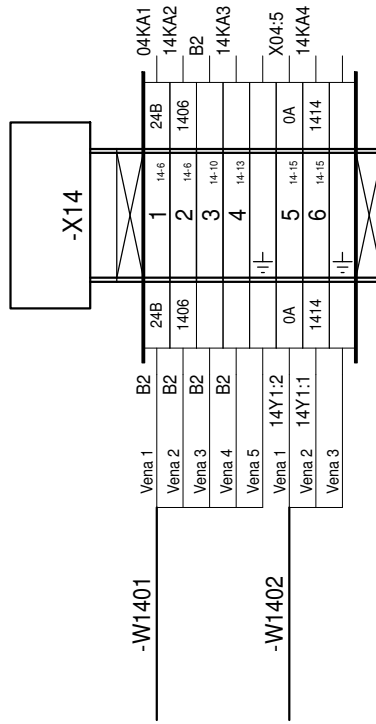 -X14
04KA1
14KA2
B2
14KA3
X04:5
14KA4
24B 1 14-6 24B
1406 2 14-6 1406
3 14-10
4 14-13
0A 5 14-15 0A
1414 6 14-15 1414
B2
B2
B2
B2
14Y1:2
14Y1:1
Vena 1
Vena 2
Vena 3
Vena 4
Vena 5
Vena 1
Vena 2
Vena 3
-W1401
-W1402